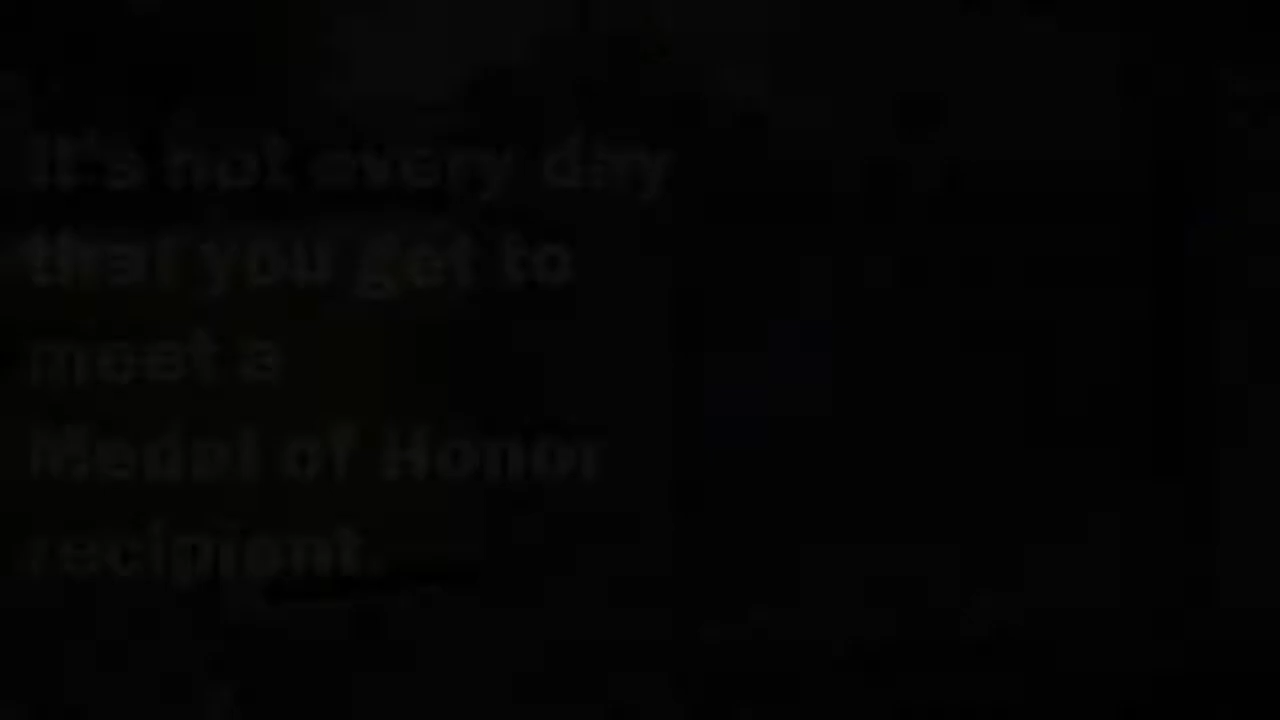 It's not every day
that you get to
meet a
Medal of Honor
recipient.